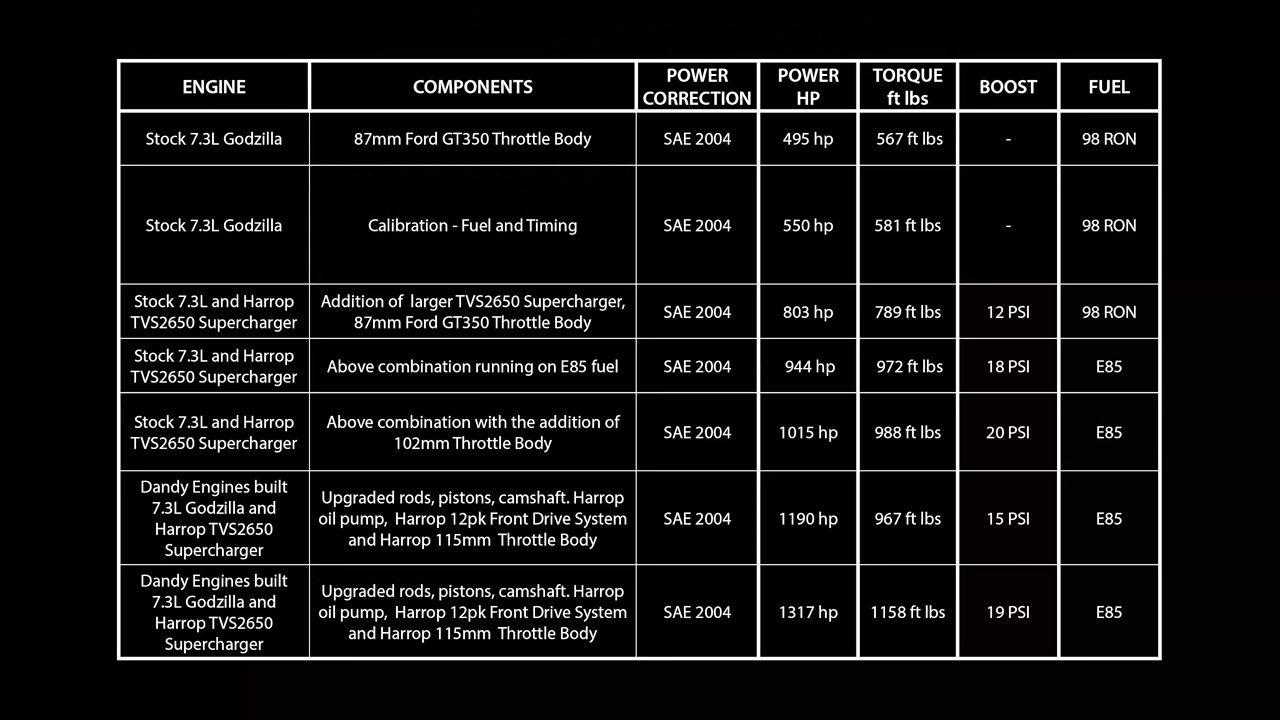 ENGINE COMPONENTS POWER CORRECTION POWER HP TORQUE ft lbs BOOST FUEL
Stock 7.3L Godzilla 87mm Ford GT350 Throttle Body SAE 2004 495 hp 567 ft lbs - 98 RON
Stock 7.3L Godzilla Calibration - Fuel and Timing SAE 2004 550 hp 581 ft lbs - 98 RON
Stock 7.3L and Harrop TVS2650 Supercharger Addition of larger TVS2650 Supercharger, 87mm Ford GT350 Throttle Body SAE 2004 803 hp 789 ft lbs 12 PSI 98 RON
Stock 7.3L and Harrop TVS2650 Supercharger Above combination running on E85 fuel SAE 2004 944 hp 972 ft lbs 18 PSI E85
Stock 7.3L and Harrop TVS2650 Supercharger Above combination with the addition of 102mm Throttle Body SAE 2004 1015 hp 988 ft lbs 20 PSI E85
Dandy Engines built 7.3L Godzilla and Harrop TVS2650 Supercharger Upgraded rods, pistons, camshaft. Harrop oil pump, Harrop 12pk Front Drive System and Harrop 115mm Throttle Body SAE 2004 1190 hp 967 ft lbs 15 PSI E85
Dandy Engines built 7.3L Godzilla and Harrop TVS2650 Supercharger Upgraded rods, pistons, camshaft. Harrop oil pump, Harrop 12pk Front Drive System and Harrop 115mm Throttle Body SAE 2004 1317 hp 1158 ft lbs 19 PSI E85